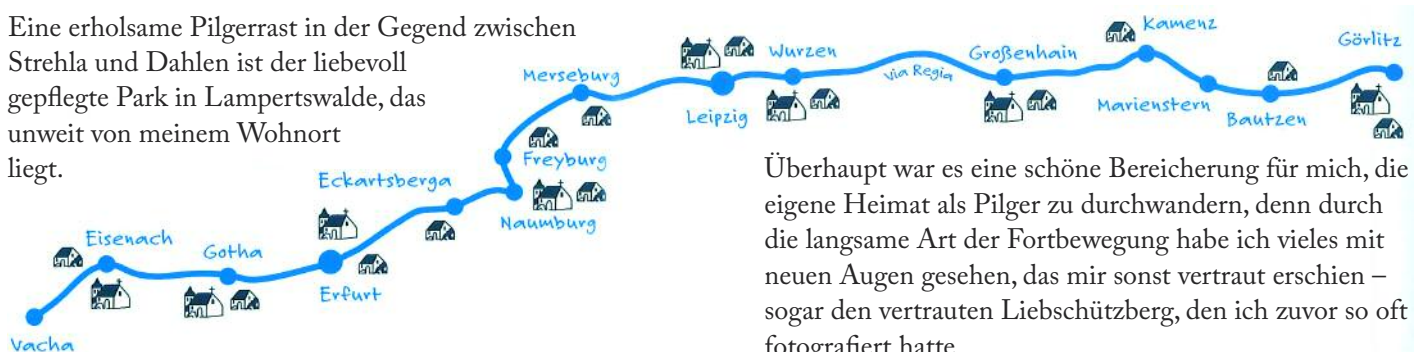 Eine erholsame Pilgerrast in der Gegend zwischen
Strehla und Dahlen ist der liebevoll
gepflegte Park in Lampertswalde, das
unweit von meinem Wohnort
liegt.
Vacha
Eisenach
Gotha
Erfurt
Eckartsberga
Naumburg
Freyburg
Merseburg
Leipzig
Wurzen
Via Regia
Großenhain
Kamenz
Marienstern
Bautzen
Görlitz
Überhaupt war es eine schöne Bereicherung für mich, die
eigene Heimat als Pilger zu durchwandern, denn durch
die langsame Art der Fortbewegung habe ich vieles mit
neuen Augen gesehen, das mir sonst vertraut erschien –
sogar den vertrauten Liebschützberg, den ich zuvor so oft
fotografiert hatte